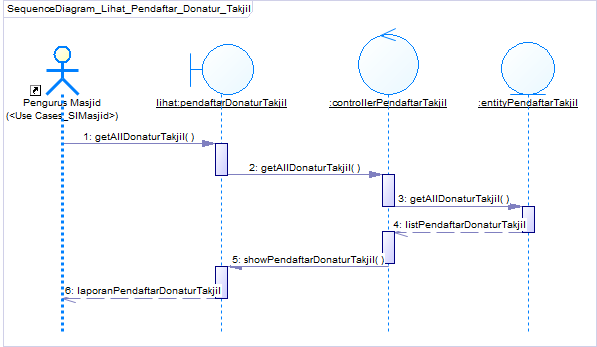 SequenceDiagram_Lihat_Pendaftar_Donatur_Takjil
Pengurus Masjid
(<Use Cases_SIMasjid>)
lihat:pendaftarDonaturTakjil
:controllerPendaftarTakjil
:entityPendaftarTakjil
1: getAllDonaturTakjil( )
2: getAllDonaturTakjil( )
3: getAllDonaturTakjil( )
4: listPendaftarDonaturTakjil
5: showPendaftarDonaturTakjil( )
6: laporanPendaftarDonaturTakjil